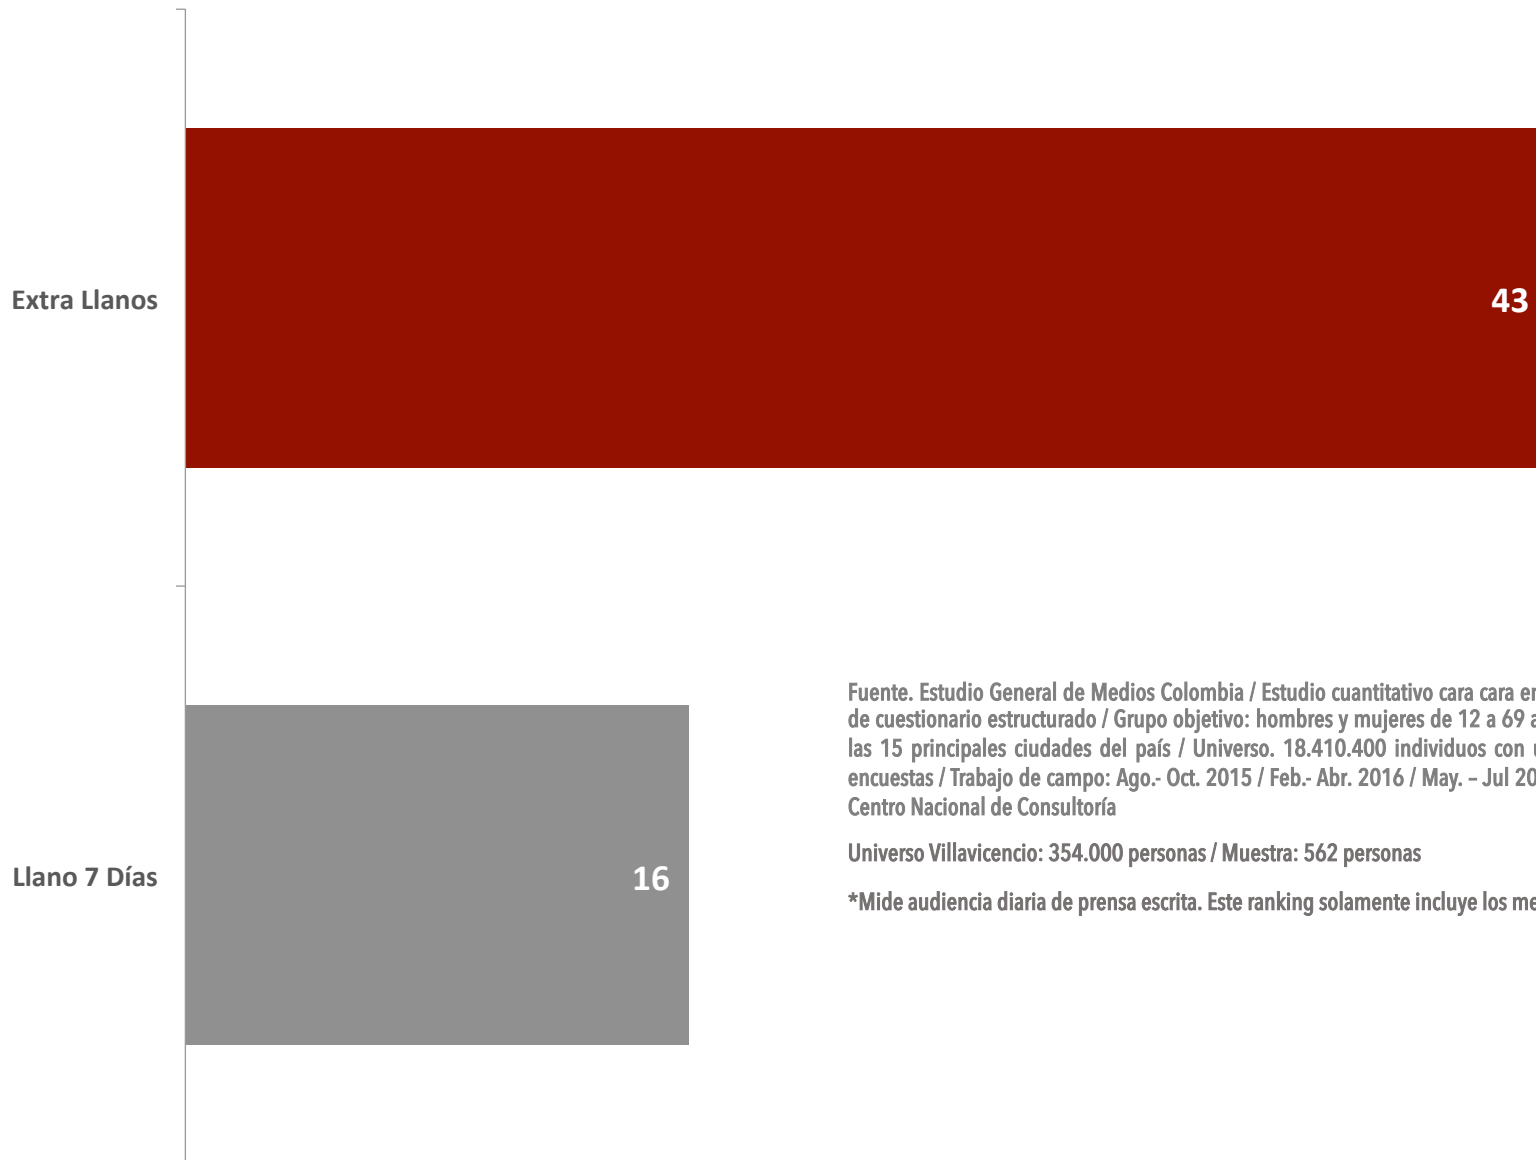 Extra Llanos
43
Fuente. Estudio General de Medios Colombia / Estudio cuantitativo cara cara
de cuestionario estructurado / Grupo objetivo: hombres y mujeres de 12 a 69
las 15 principales ciudades del país / Universo. 18.410.400 individuos con
encuestas / Trabajo de campo: Ago.- Oct. 2015 / Feb.- Abr. 2016 / May. – Jul
Centro Nacional de Consultoría
Universo Villavicencio: 354.000 personas / Muestra: 562 personas
*Mide audiencia diaria de prensa escrita. Este ranking solamente incluye los
Llano 7 Días
16